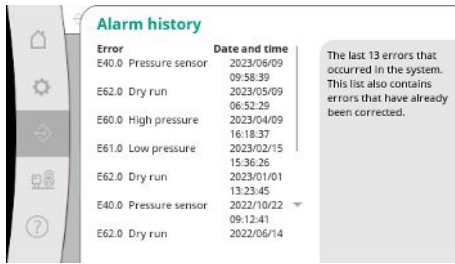 Alarm history
Error Date and time
E40.0 Pressure sensor 2023/06/09
09:58:39
E62.0 Dry run 2023/05/09
06:52:29
E60.0 High pressure 2023/04/09
16:18:37
E61.0 Low pressure 2023/02/15
15:36:26
E62.0 Dry run 2023/01/01
13:23:45
E40.0 Pressure sensor 2022/10/22
09:12:41
E62.0 Dry run 2022/06/14
The last 13 errors that
occurred in the system.
This list also contains
errors that have already
been corrected.
?